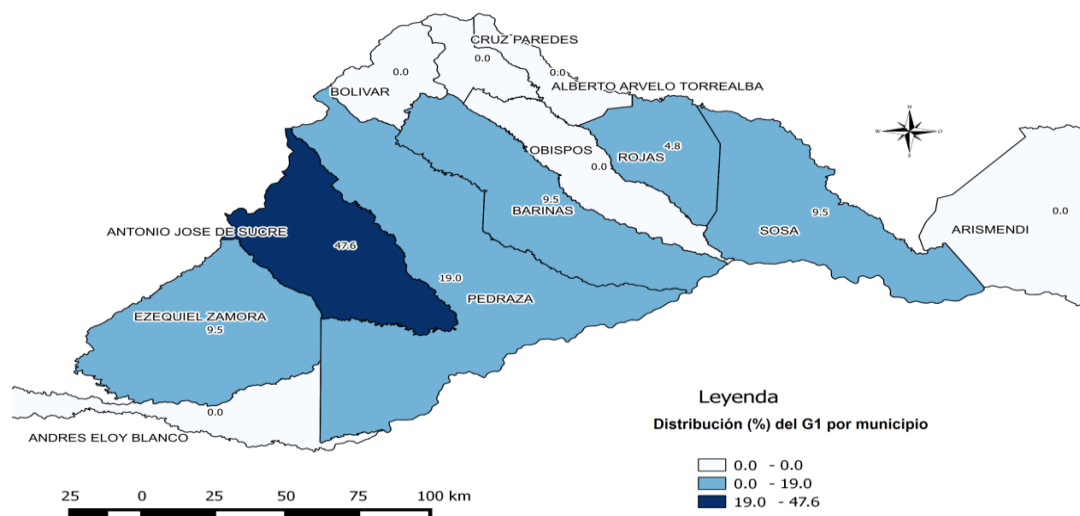 CRUZ PAREDES
0.0
0.0
0.0
BOLIVAR
ALBERTO ARVELO TORREALBA
N
W
O
S
OBISPOS
0.0
ROJAS
4.8
9.5
BARINAS
9.5
SOSA
0.0
ARISMENDI
ANTONIO JOSE DE SUCRE
47.6
19.0
PEDRAZA
EZEQUIEL ZAMORA
9.5
0.0
ANDRES ELOY BLANCO
Leyenda
Distribución (%) del G1 por municipio
0.0 - 0.0
0.0 - 19.0
19.0 - 47.6
25 0 25 50 75 100 km